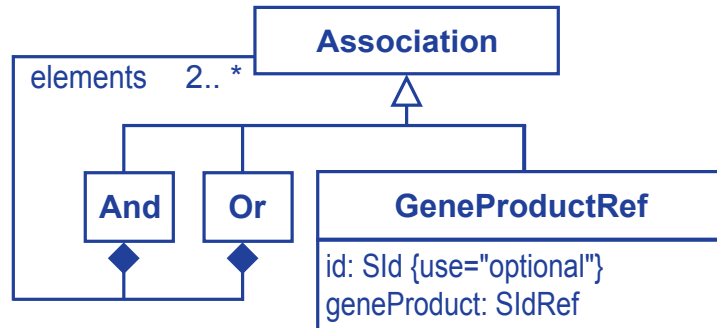 Association
elements 2.. *
And Or GeneProductRef
id: SId {use="optional"}
geneProduct: SIdRef